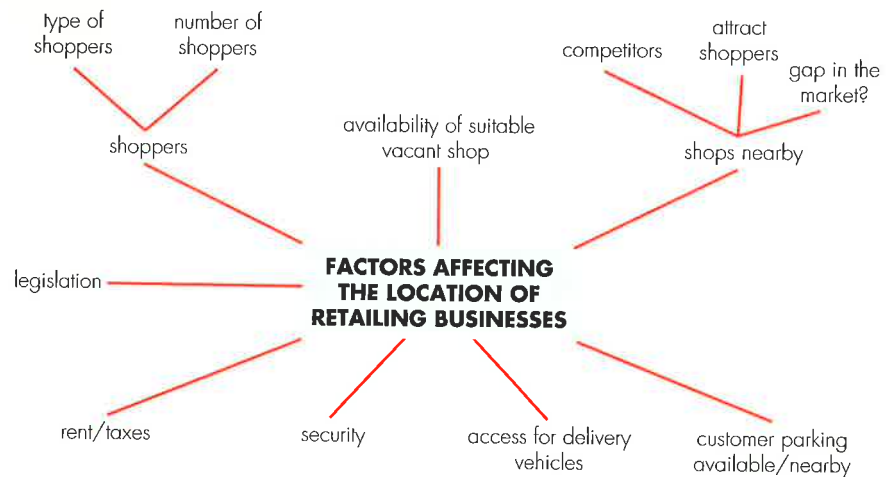 type of
shoppers
number of
shoppers
shoppers
availability of suitable
vacant shop
competitors
attract
shoppers
gap in the
market?
shops nearby
legislation
FACTORS AFFECTING
THE LOCATION OF
RETAILING BUSINESSES
rent/taxes
security
access for delivery
vehicles
customer parking
available/nearby